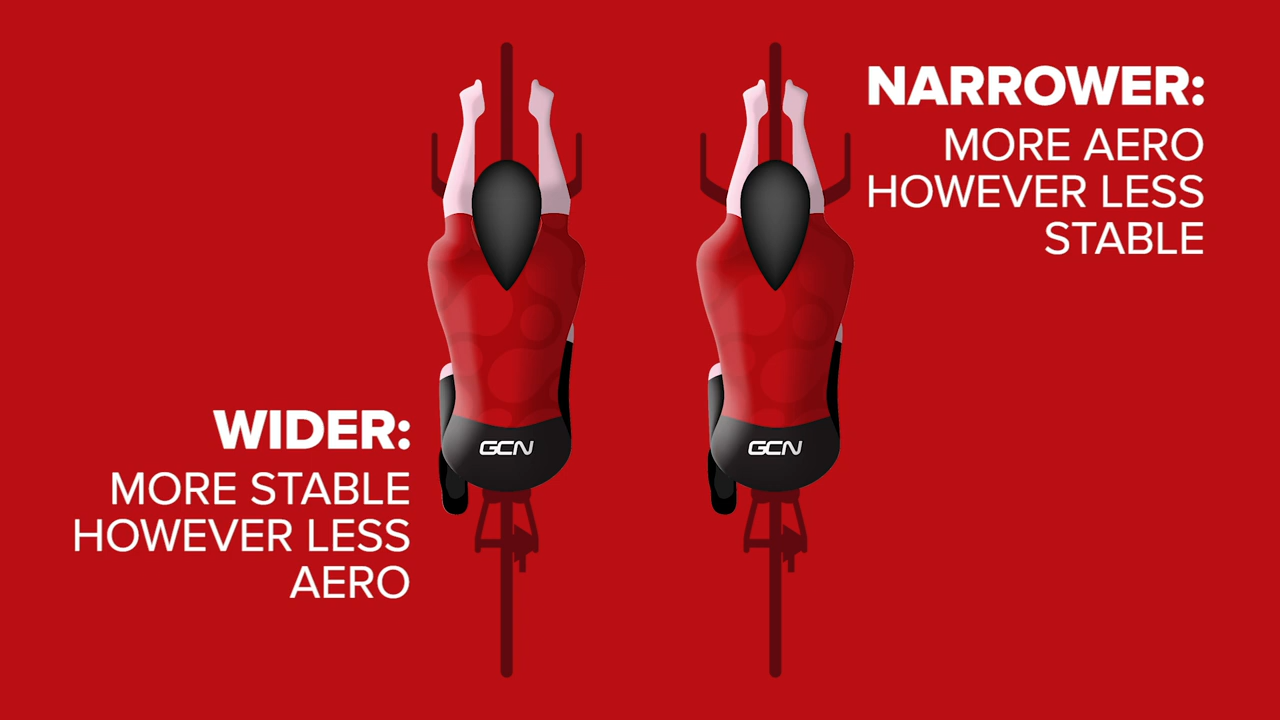 NARROWER:
MORE AERO
HOWEVER LESS
STABLE
WIDER:
MORE STABLE
HOWEVER LESS
AERO
GCN
GCN